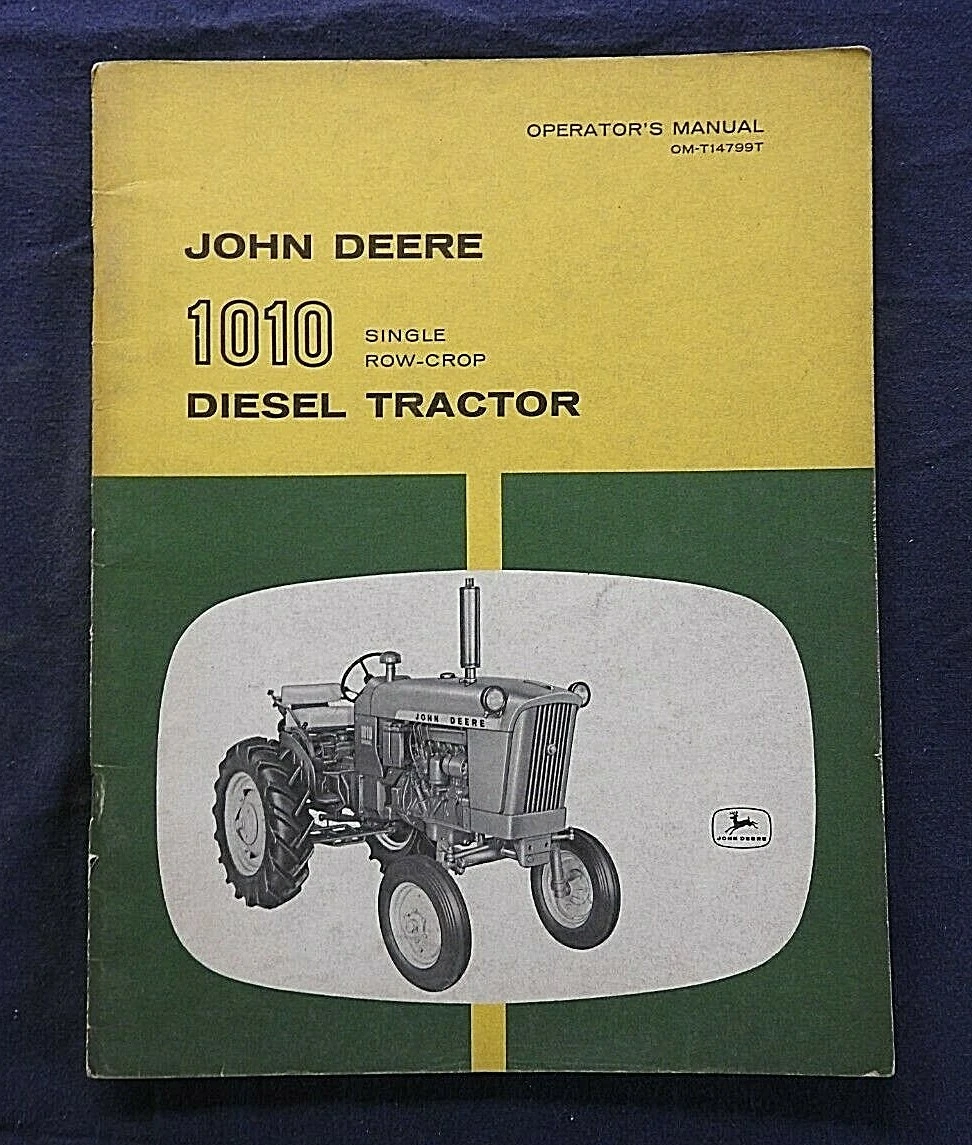 OPERATOR'S MANUAL
OM-T14799T
JOHN DEERE
1010 SINGLE
ROW-CROP
DIESEL TRACTOR
JOHN DEERE
JOHN DEERE